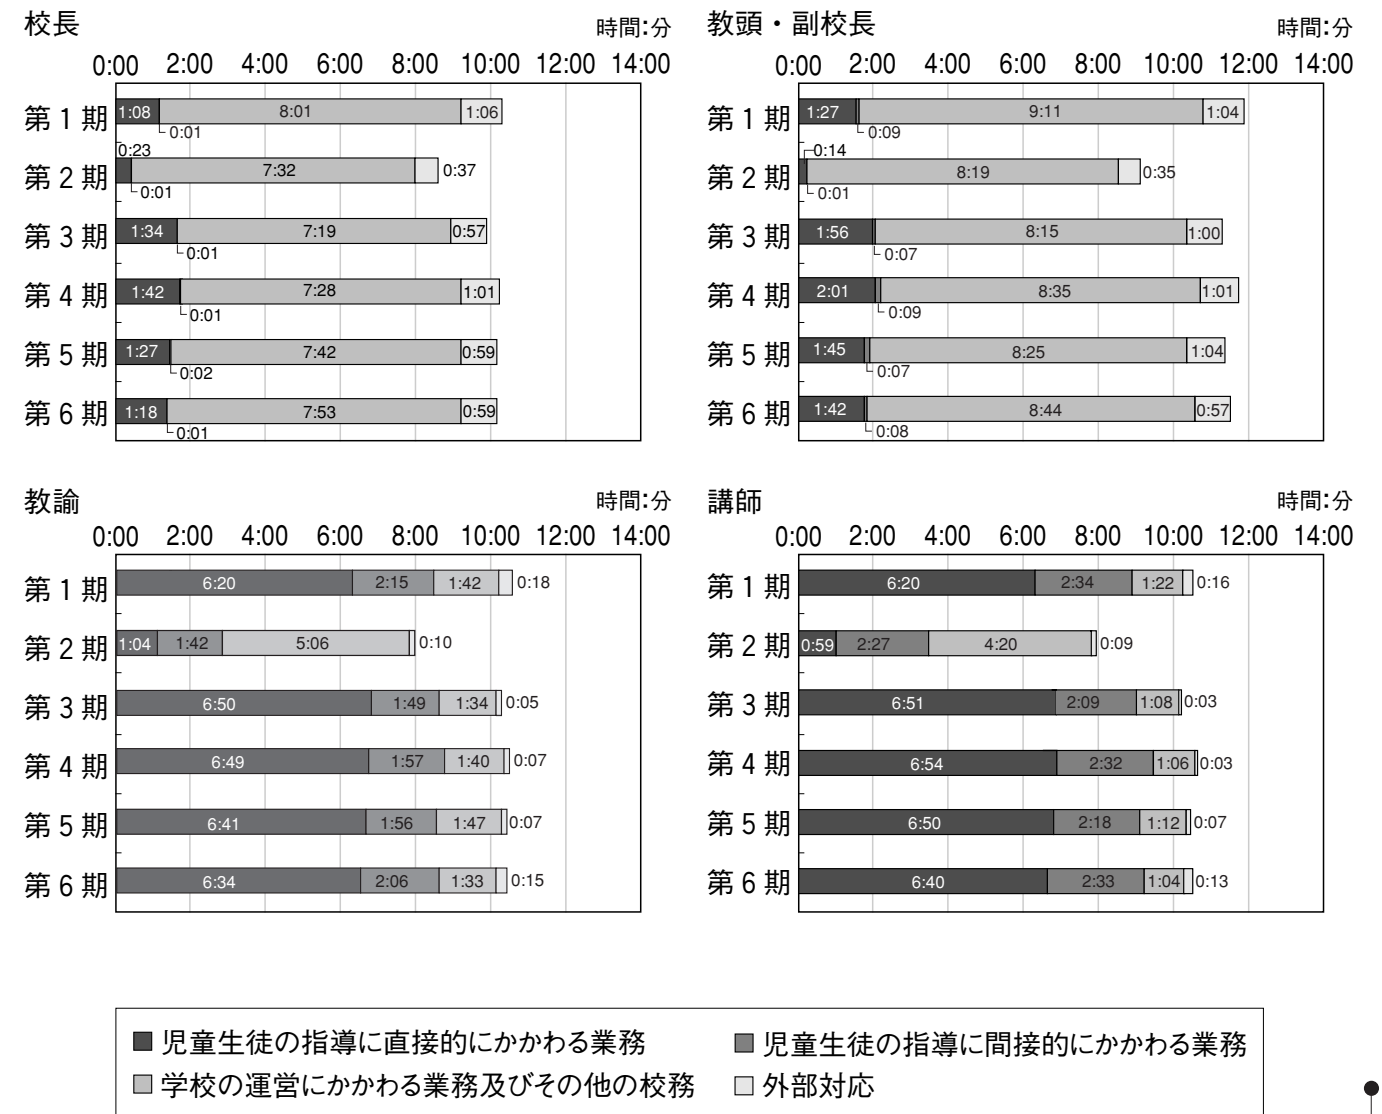 校長
時間:分
0:00 2:00 4:00 6:00 8:00 10:00 12:00 14:00
第1期 1:08 8:01 1:06
0:01
0:23
第2期 7:32 0:37
0:01
第3期 1:34 7:19 0:57
0:01
第4期 1:42 7:28 1:01
0:01
第5期 1:27 7:42 0:59
0:02
第6期 1:18 7:53 0:59
0:01
教頭・副校長
時間:分
0:00 2:00 4:00 6:00 8:00 10:00 12:00 14:00
第1期 1:27 9:11 1:04
0:09
0:14
第2期 8:19 0:35
0:01
第3期 1:56 8:15 1:00
0:07
第4期 2:01 8:35 1:01
0:09
第5期 1:45 8:25 1:04
0:07
第6期 1:42 8:44 0:57
0:08
教諭
時間:分
0:00 2:00 4:00 6:00 8:00 10:00 12:00 14:00
第1期 6:20 2:15 1:42 0:18
第2期 1:04 1:42 5:06 0:10
第3期 6:50 1:49 1:34 0:05
第4期 6:49 1:57 1:40 0:07
第5期 6:41 1:56 1:47 0:07
第6期 6:34 2:06 1:33 0:15
講師
時間:分
0:00 2:00 4:00 6:00 8:00 10:00 12:00 14:00
第1期 6:20 2:34 1:22 0:16
第2期 0:59 2:27 4:20 0:09
第3期 6:51 2:09 1:08 0:03
第4期 6:54 2:32 1:06 0:03
第5期 6:50 2:18 1:12 0:07
第6期 6:40 2:33 1:04 0:13
児童生徒の指導に直接的にかかわる業務
児童生徒の指導に間接的にかかわる業務
学校の運営にかかわる業務及びその他の校務
外部対応